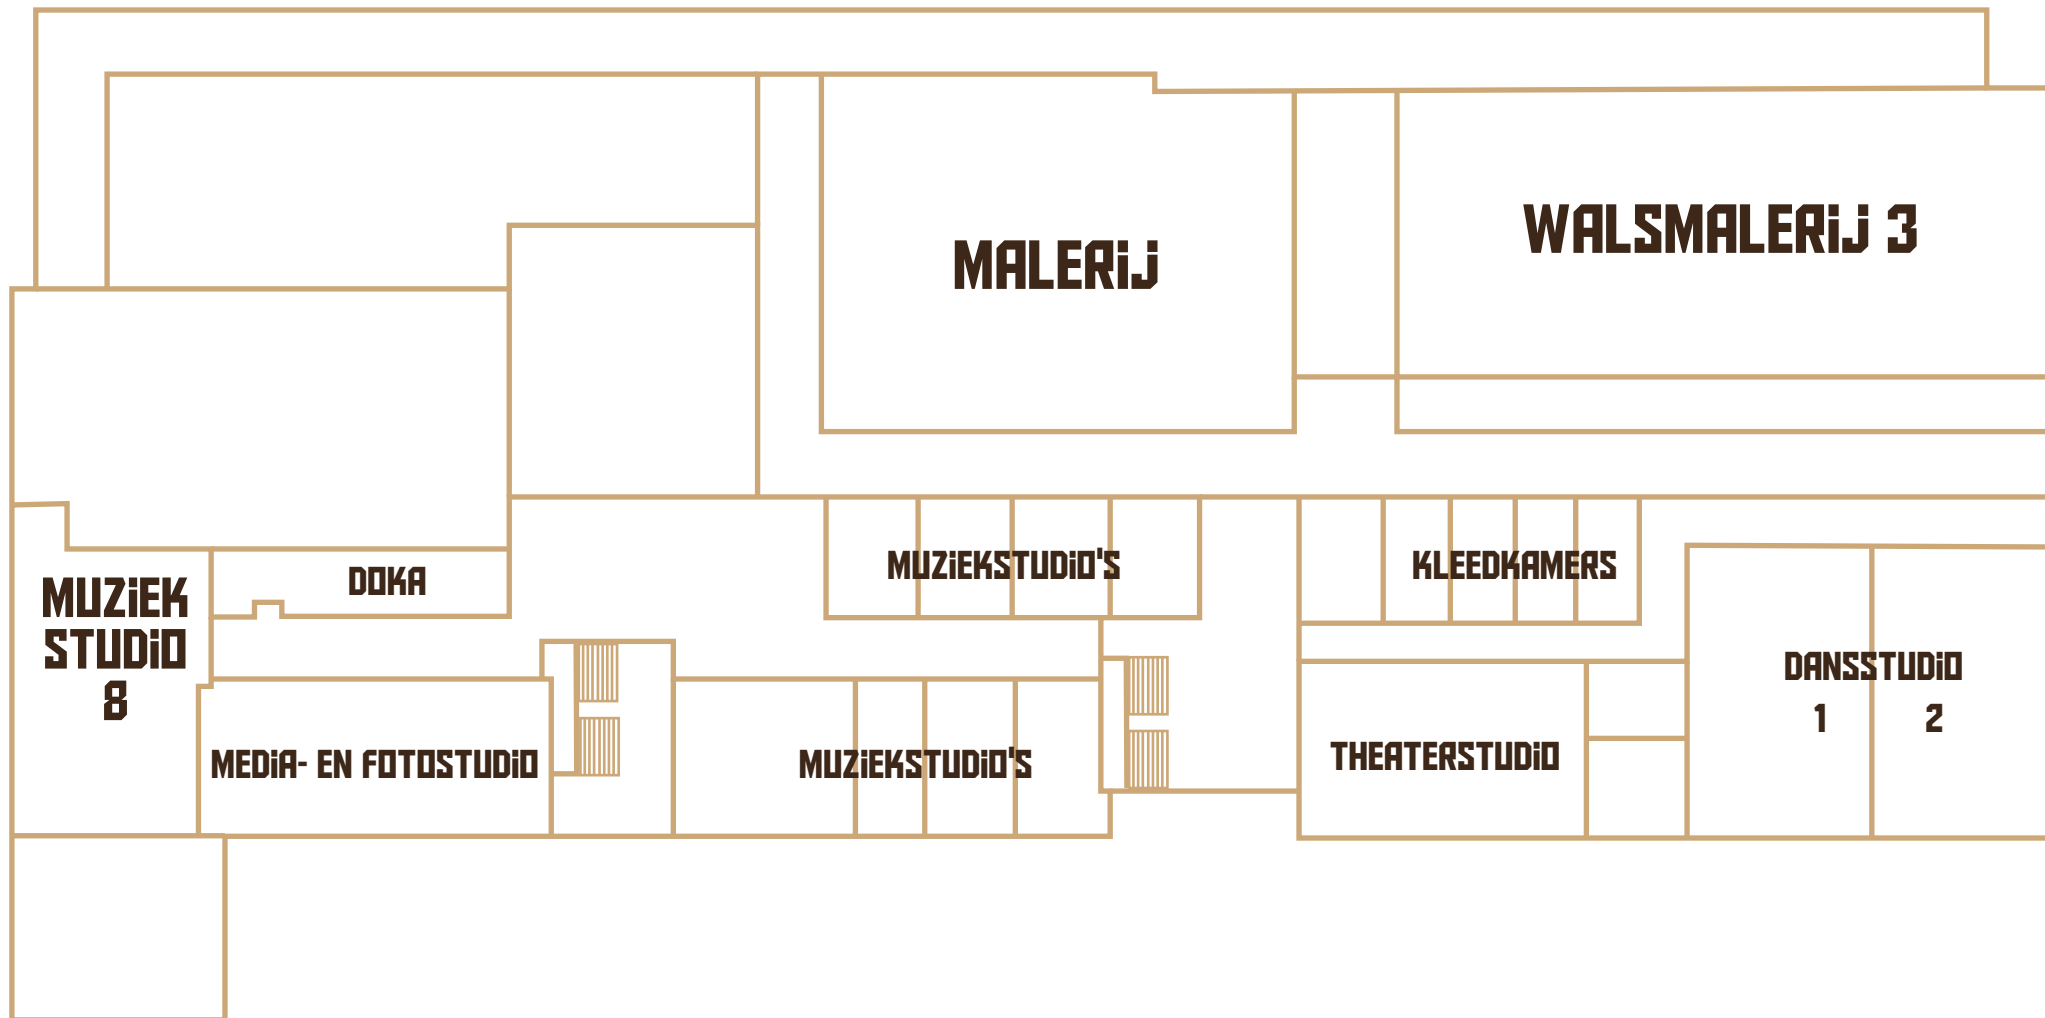 WALSMALERiJ 3
MALERiJ
MUZiEKSTUDiO'S
KLEEDKAMERS
DOKA
MUZiEK
STUDiO
8
DANSSTUDiO
1 2
MEDiA- EN FOTOSTUDiO
MUZiEKSTUDiO'S
THEATERSTUDiO